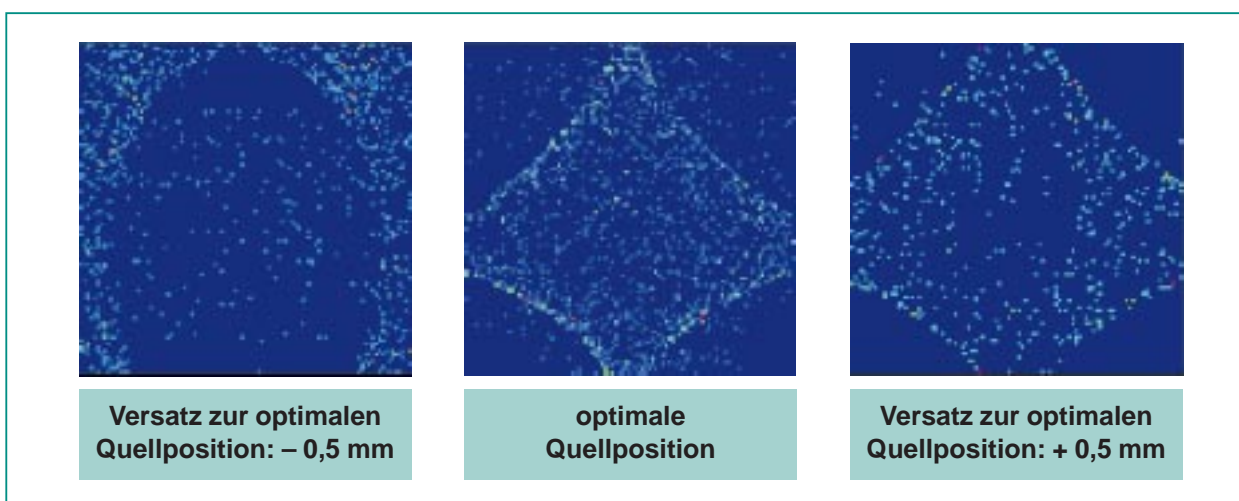 Versatz zur optimalen
Quellposition: – 0,5 mm
optimale
Quellposition
Versatz zur optimalen
Quellposition: + 0,5 mm